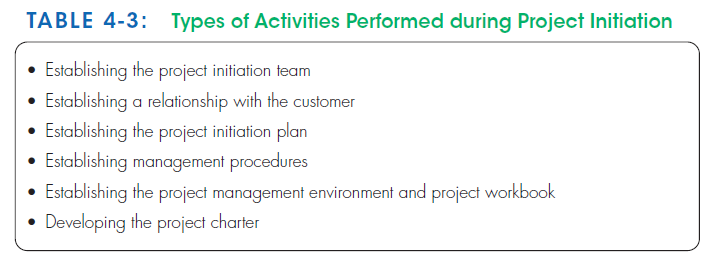 TABLE 4-3: Types of Activities Performed during Project Initiation
• Establishing the project initiation team
• Establishing a relationship with the customer
• Establishing the project initiation plan
• Establishing management procedures
• Establishing the project management environment and project workbook
• Developing the project charter